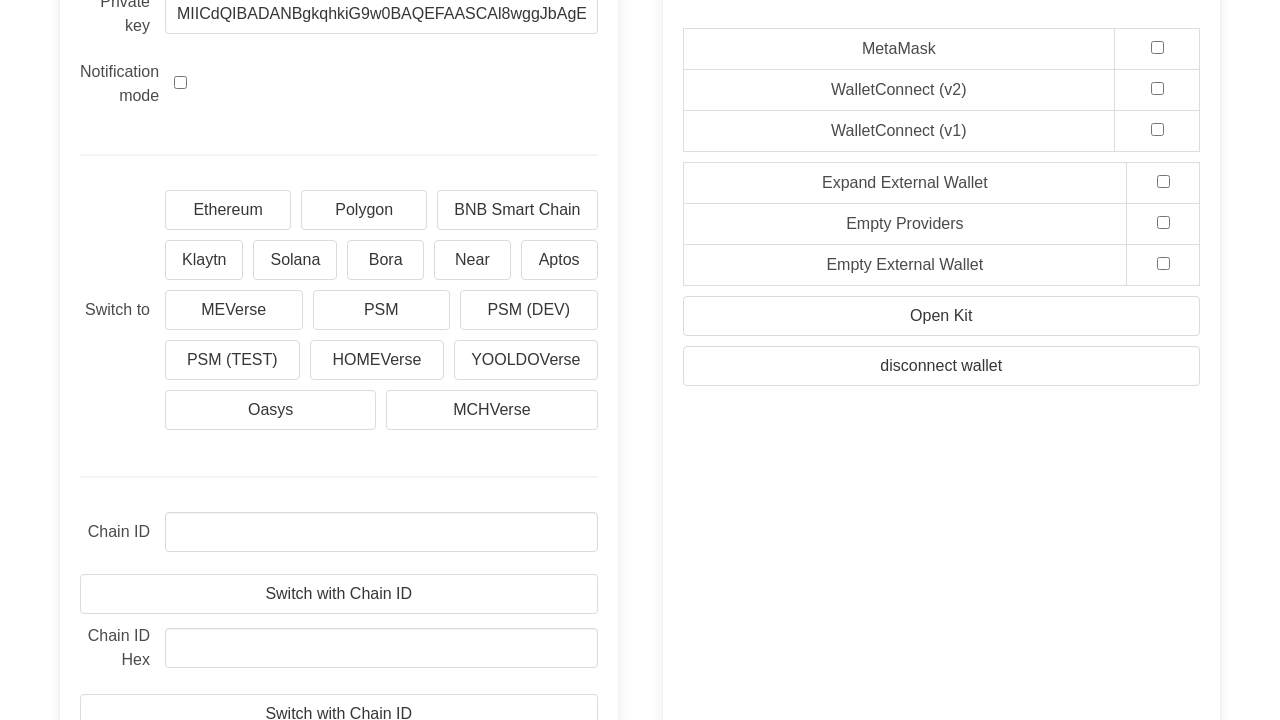 Private
key
MIICdQIBADANBgkqhkiG9w0BAQEFAASCAl8wggJbAgE
Notification
mode
Switch to
Ethereum
Polygon
BNB Smart Chain
Klaytn
Solana
Bora
Near
Aptos
MEVerse
PSM
PSM (DEV)
PSM (TEST)
HOMEVerse
YOOLDOVerse
Oasys
MCHVerse
Chain ID
Switch with Chain ID
Chain ID
Hex
Switch with Chain ID
MetaMask
WalletConnect (v2)
WalletConnect (v1)
Expand External Wallet
Empty Providers
Empty External Wallet
Open Kit
disconnect wallet